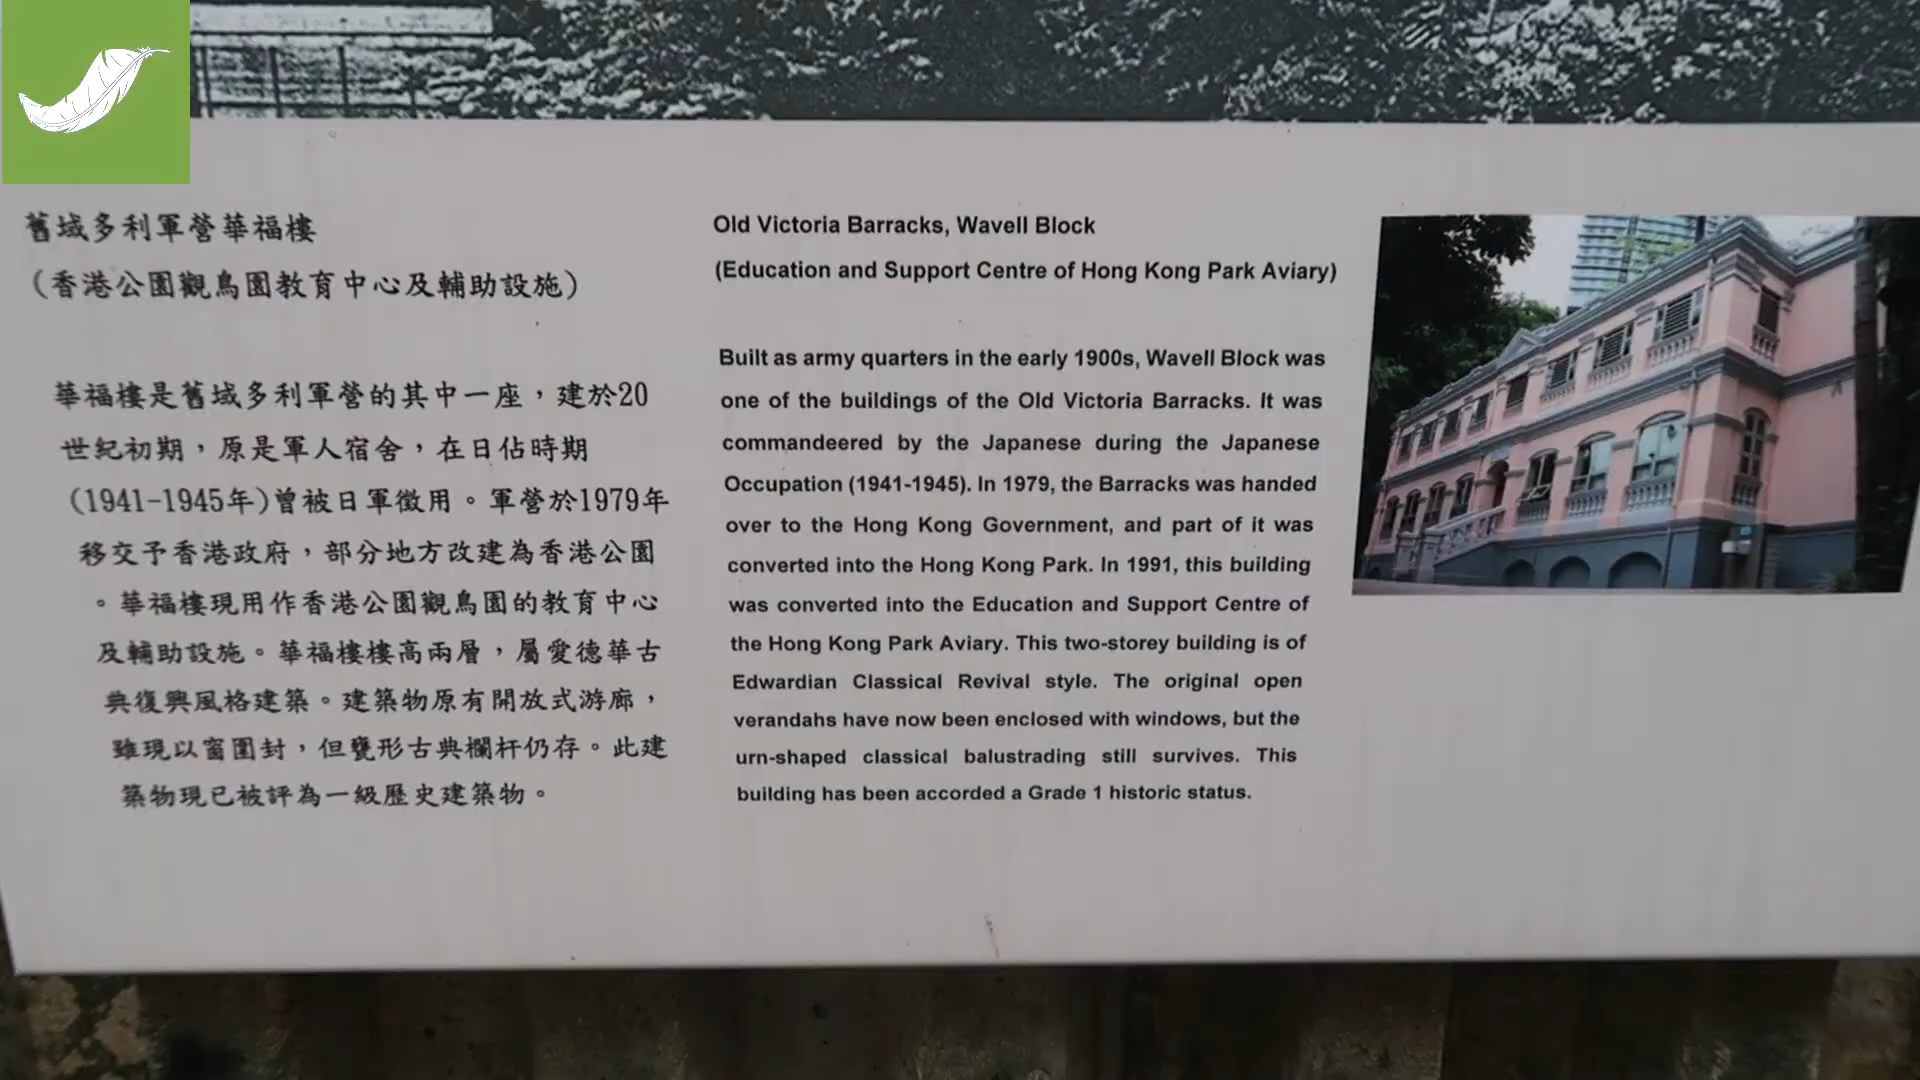 舊域多利軍營華福樓
（香港公園觀鳥園教育中心及輔助設施）
華福樓是舊域多利軍營的其中一座，建於20
世紀初期，原是軍人宿舍，在日佔時期
(1941-1945年)曾被日軍徵用。軍營於1979年
移交予香港政府，部分地方改建為香港公園
。華福樓現用作香港公園觀鳥園的教育中心
及輔助設施。華福樓樓高兩層，屬愛德華古
典復興風格建築。建築物原有開放式游廊，
雖現以窗圍封，但甕形古典欄杆仍存。此建
築物現已被評為一級歷史建築物。
Old Victoria Barracks, Wavell Block
(Education and Support Centre of Hong Kong Park Aviary)
Built as army quarters in the early 1900s, Wavell Block was
one of the buildings of the Old Victoria Barracks. It was
commandeered by the Japanese during the Japanese
Occupation (1941-1945). In 1979, the Barracks was handed
over to the Hong Kong Government, and part of it was
converted into the Hong Kong Park. In 1991, this building
was converted into the Education and Support Centre of
the Hong Kong Park Aviary. This two-storey building is of
Edwardian Classical Revival style. The original open
verandahs have now been enclosed with windows, but the
urn-shaped classical balustrading still survives. This
building has been accorded a Grade 1 historic status.